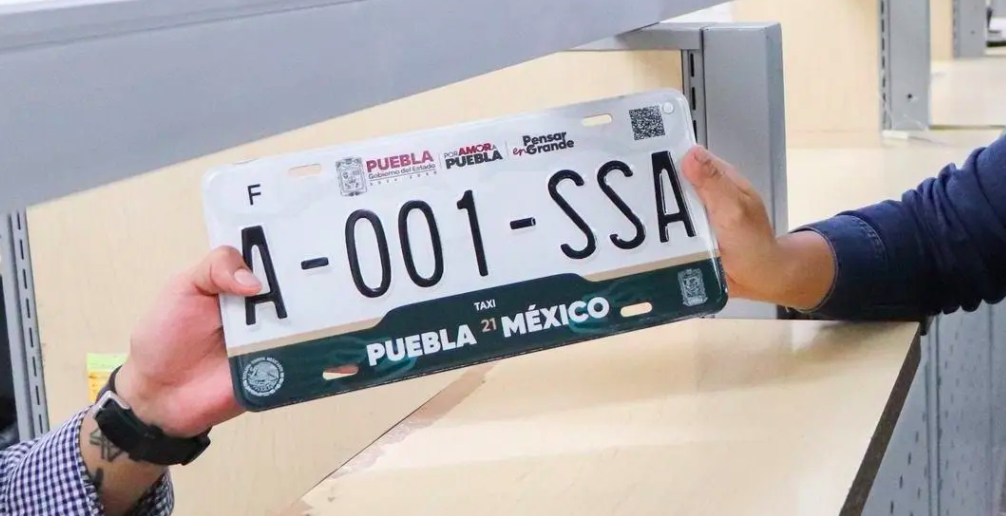 F
PUEBLA
Gobierno del Estado
POR AMOR A
PUEBLA
Pensar
en Grande
A-001-SSA
TAXI
PUEBLA 21 MÉXICO